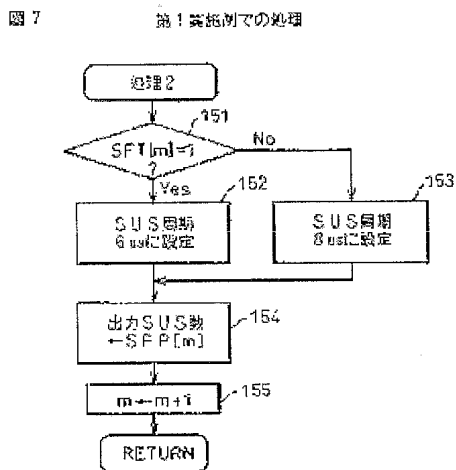 図7 第1実施例での処理
処理2
151
SFT[m]=1
?
No
Yes
152
153
SUS周期
6usに設定
SUS周期
8usに設定
出力SUS数
←SFP[m]
154
m←m+1
155
RETURN